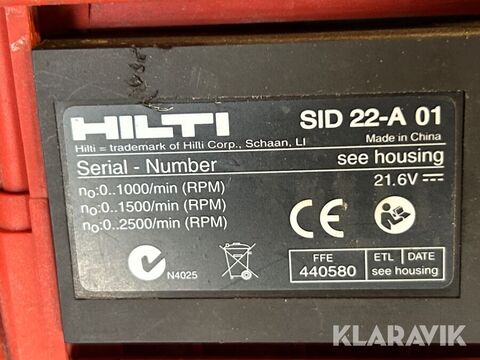 HILTI
SID 22-A 01
Hilti = trademark of Hilti Corp., Schaan, LI
Made in China
Serial - Number
see housing
n₀:0..1000/min (RPM)
21.6V
n₀:0..1500/min (RPM)
n₀:0..2500/min (RPM)
CE
N4025
FFE
440580
ETL | DATE
see housing
KLARAVIK